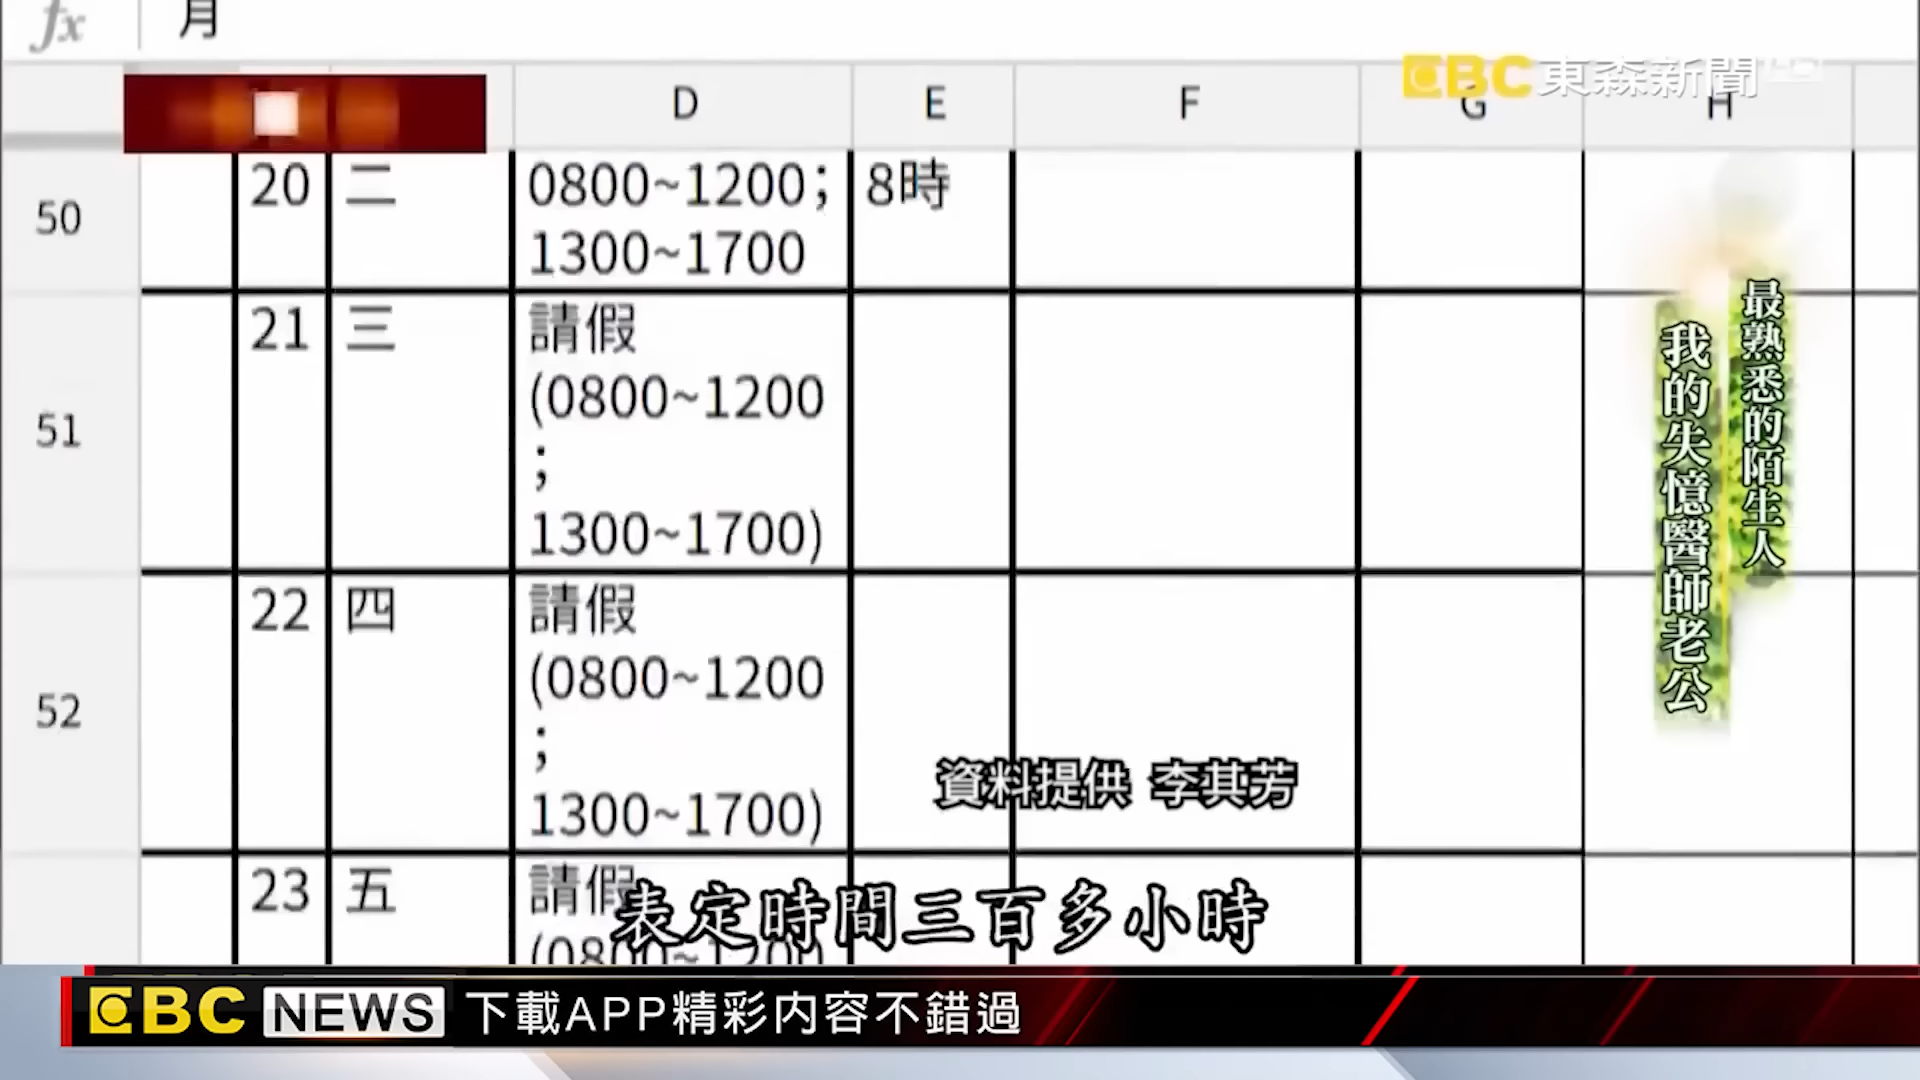 fx 月
EBC 東森新聞 HD
D E F G H
50 20 二 0800~1200; 8時
1300~1700
51 21 三 請假
(0800~1200
;
1300~1700)
52 22 四 請假
(0800~1200
;
1300~1700)
23 五 請假
(0800~1200
最熟悉的陌生人
我的失憶醫師老公
資料提供 李其芳
表定時間三百多小時
EBC NEWS 下載APP精彩內容不錯過